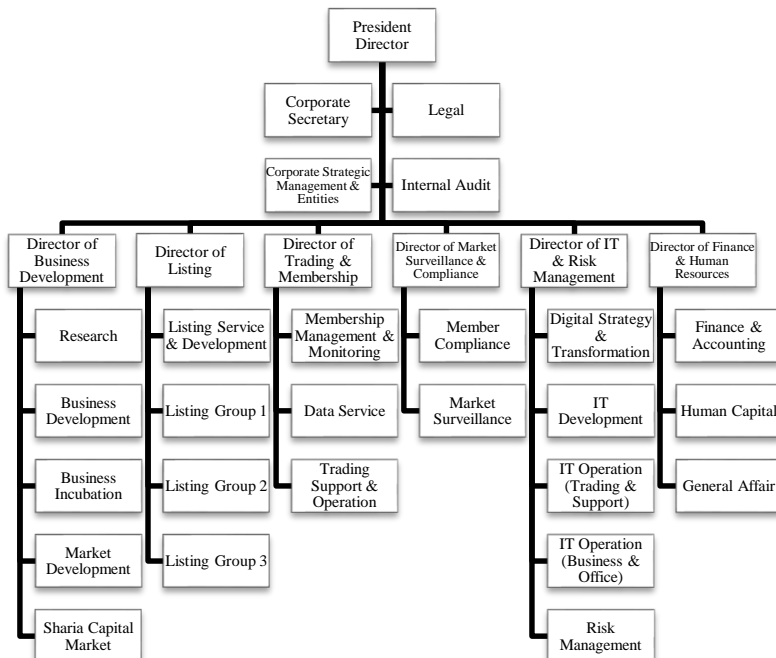 President
Director
Corporate
Secretary
Legal
Corporate Strategic
Management &
Entities
Internal Audit
Director of
Business
Development
Director of
Listing
Director of
Trading &
Membership
Director of Market
Surveillance &
Compliance
Director of IT
& Risk
Management
Director of Finance
& Human
Resources
Research
Business
Development
Business
Incubation
Market
Development
Sharia Capital
Market
Listing Service
& Development
Listing Group 1
Listing Group 2
Listing Group 3
Membership
Management &
Monitoring
Data Service
Trading
Support &
Operation
Member
Compliance
Market
Surveillance
Digital Strategy
&
Transformation
IT
Development
IT Operation
(Trading &
Support)
IT Operation
(Business &
Office)
Risk
Management
Finance &
Accounting
Human Capital
General Affair